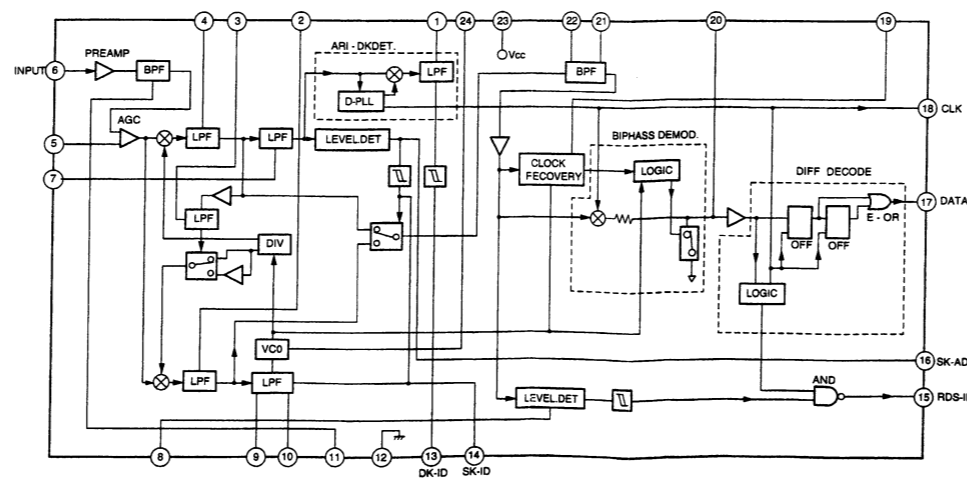 4 3 2 1 24 23 22 21 20 19
ARI - DKDET.
PREAMP
INPUT 6
BPF
Vcc
BPF
LPF
D-PLL
18 CLK
AGC
BIPHASS DEMOD.
5
LPF
LPF
LEVEL.DET
CLOCK
FECOVERY
LOGIC
DIFF DECODE
7
17 DATA
E - OR
LPF
DIV
OFF
OFF
LOGIC
VC0
16 SK-AD
LPF
LPF
AND
LEVEL.DET
15 RDS-I
8 9 10 11 12 13 14
DK-ID SK-ID